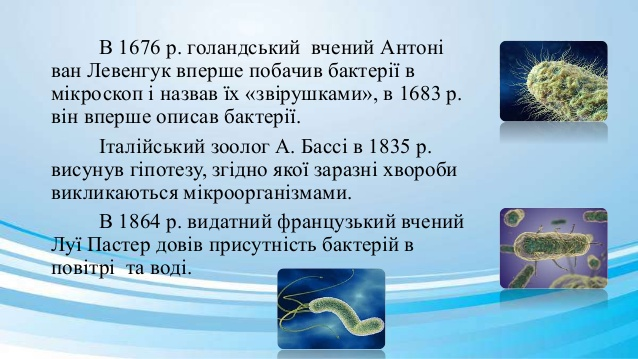 В 1676 р. голандський вчений Антоні
ван Левенгук вперше побачив бактерії в
мікроскоп і назвав їх «звірушками», в 1683 р.
він вперше описав бактерії.
Італійський зоолог А. Бассі в 1835 р.
висунув гіпотезу, згідно якої заразні хвороби
викликаються мікроорганізмами.
В 1864 р. видатний французький вчений
Луї Пастер довів присутність бактерій в
повітрі та воді.